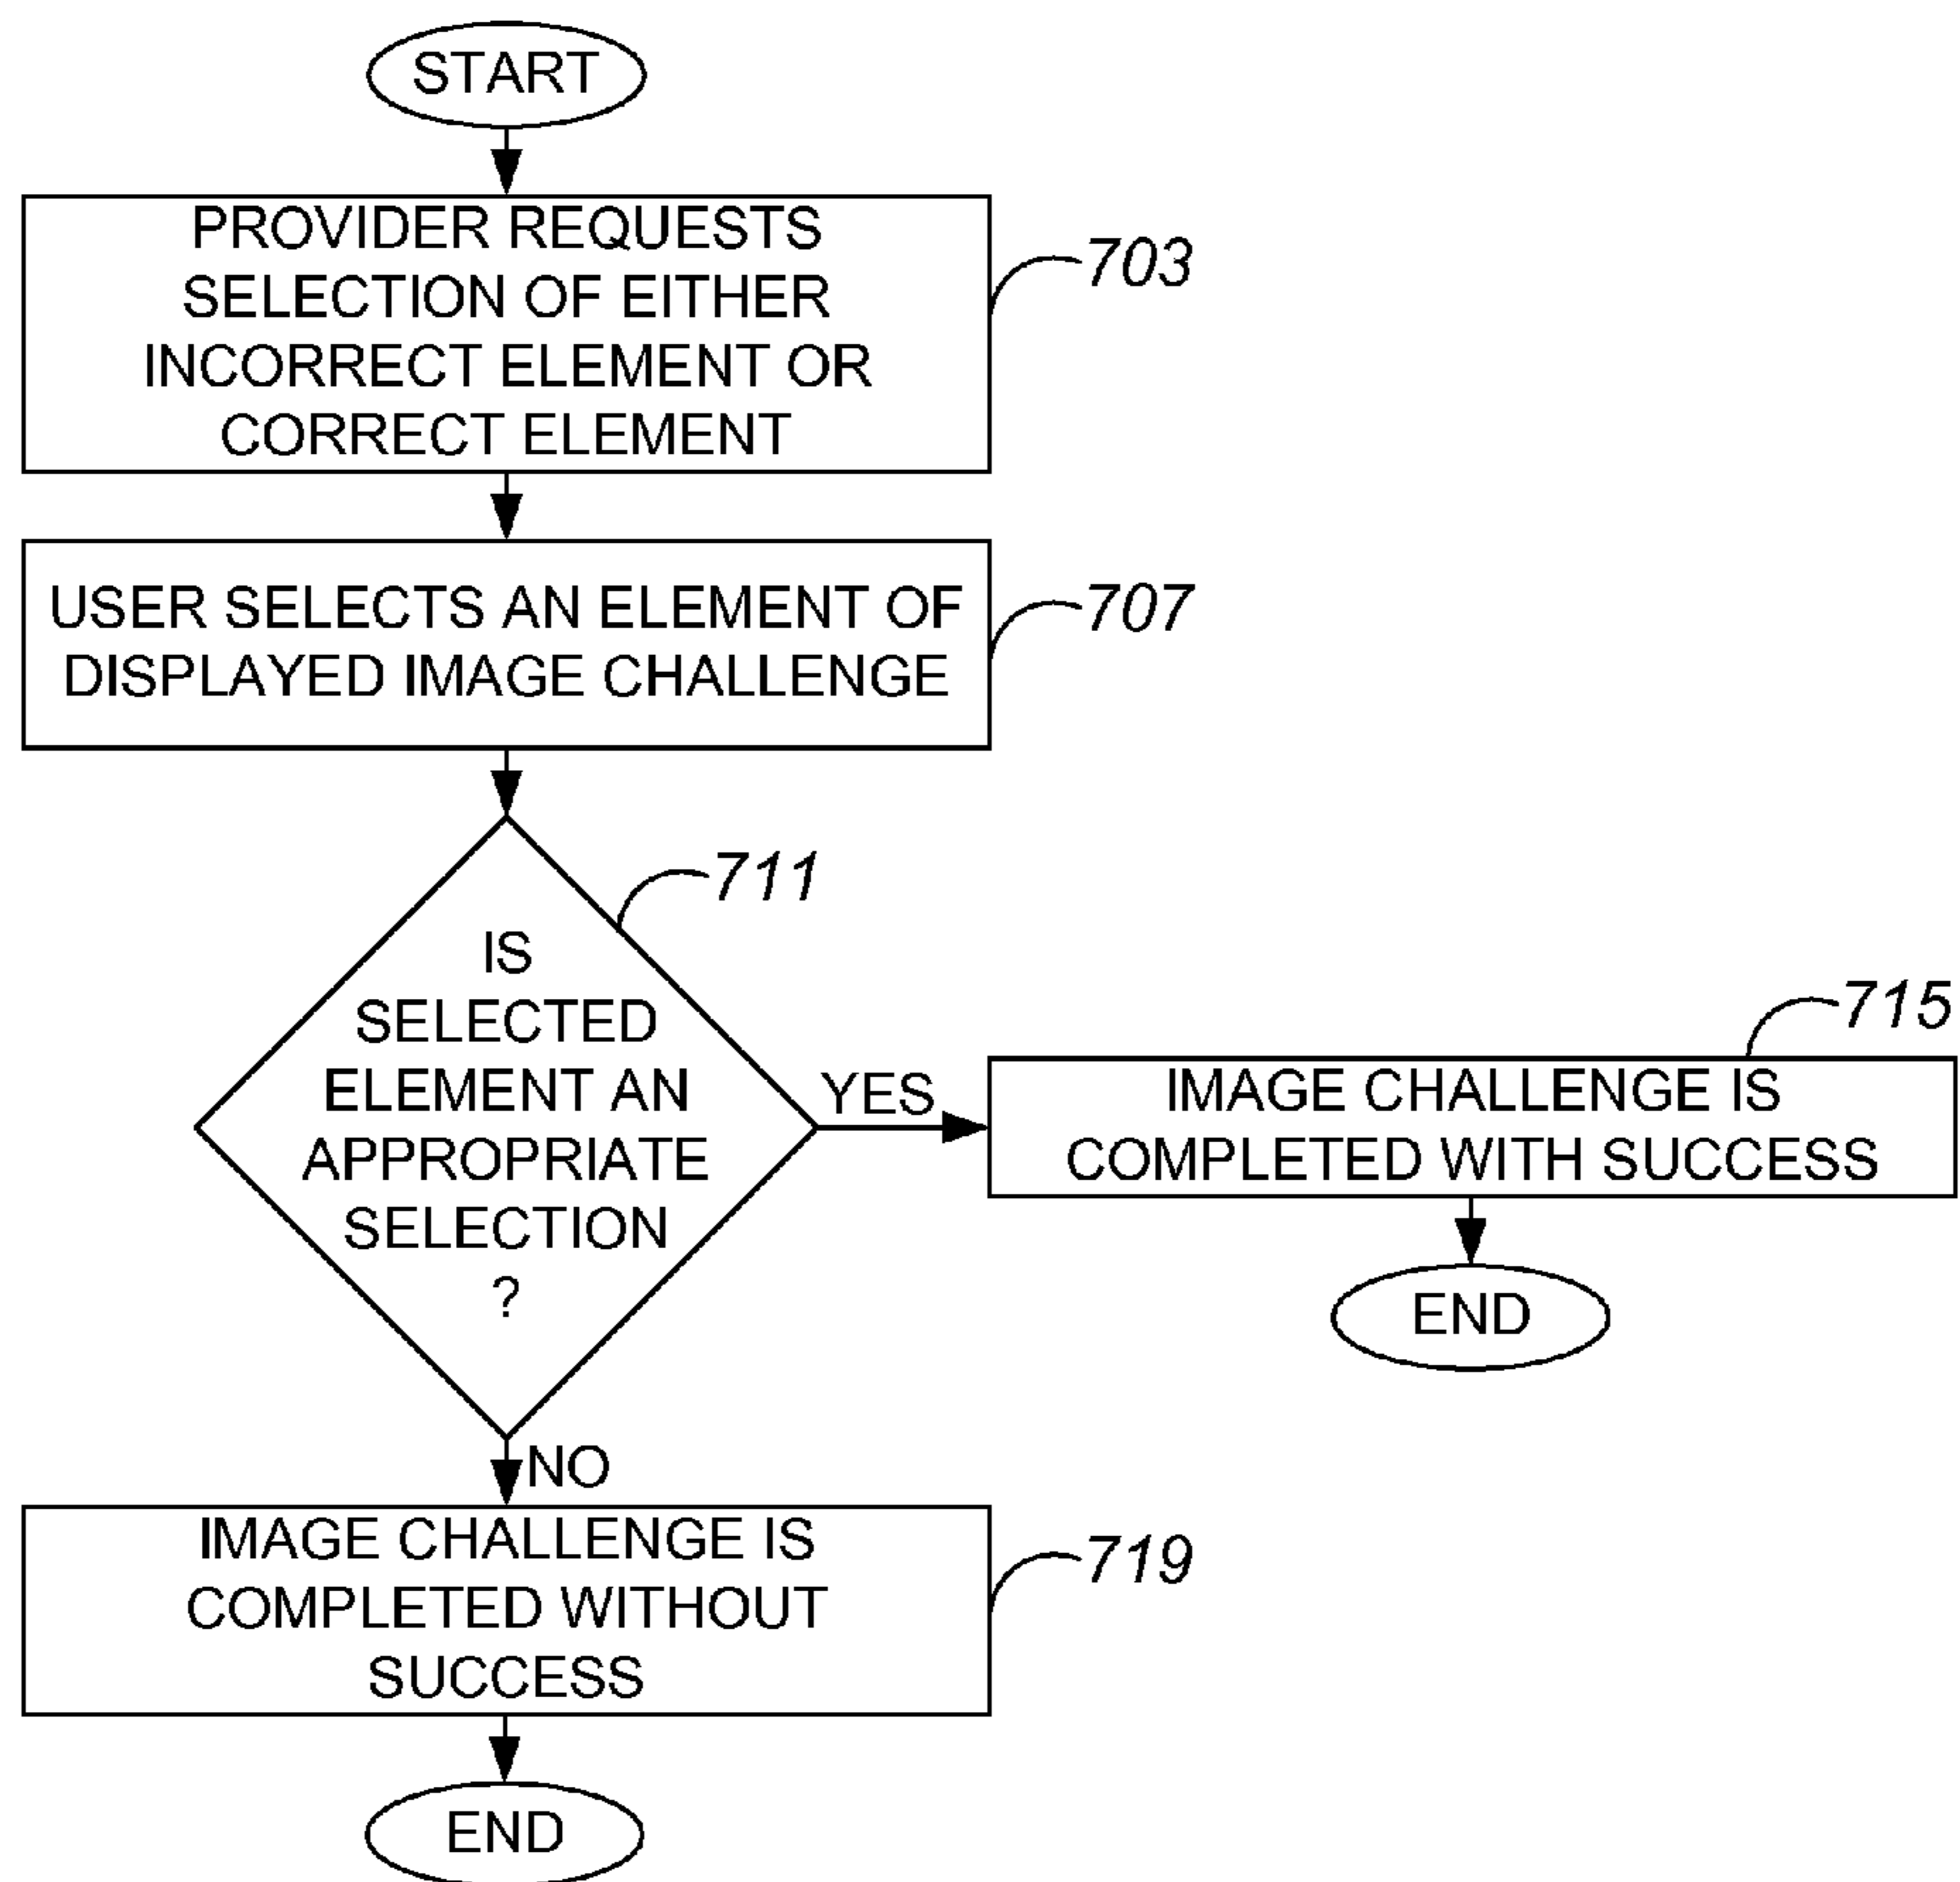 START
PROVIDER REQUESTS
SELECTION OF EITHER
INCORRECT ELEMENT OR
CORRECT ELEMENT
703
USER SELECTS AN ELEMENT OF
DISPLAYED IMAGE CHALLENGE
707
711
IS
SELECTED
ELEMENT AN
APPROPRIATE
SELECTION
?
YES
715
IMAGE CHALLENGE IS
COMPLETED WITH SUCCESS
END
NO
IMAGE CHALLENGE IS
COMPLETED WITHOUT
SUCCESS
719
END